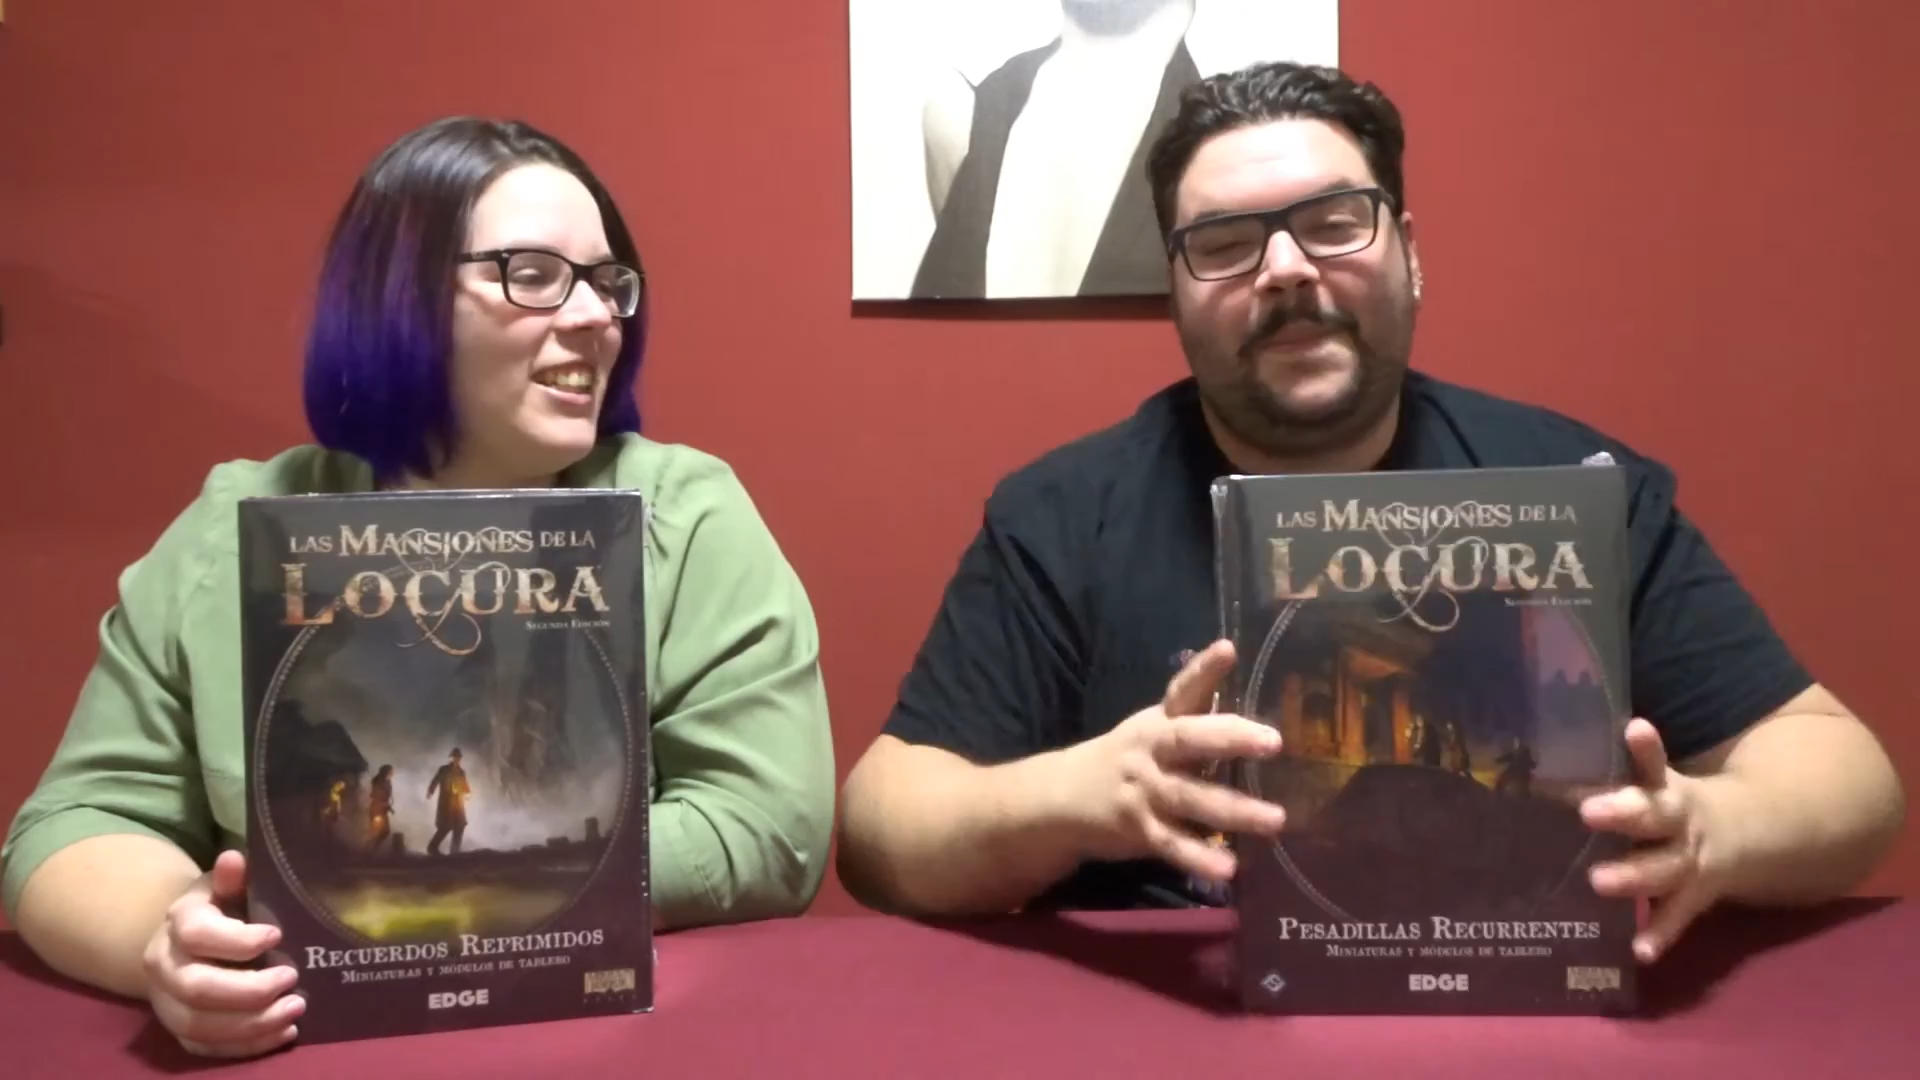 LAS MANSIONES DE LA
LOCURA
SEGUNDA EDICIÓN
RECUERDOS REPRIMIDOS
MINIATURAS Y MÓDULOS DE TABLERO
EDGE
LAS MANSIONES DE LA
LOCURA
SEGUNDA EDICIÓN
PESADILLAS RECURRENTES
MINIATURAS Y MÓDULOS DE TABLERO
EDGE